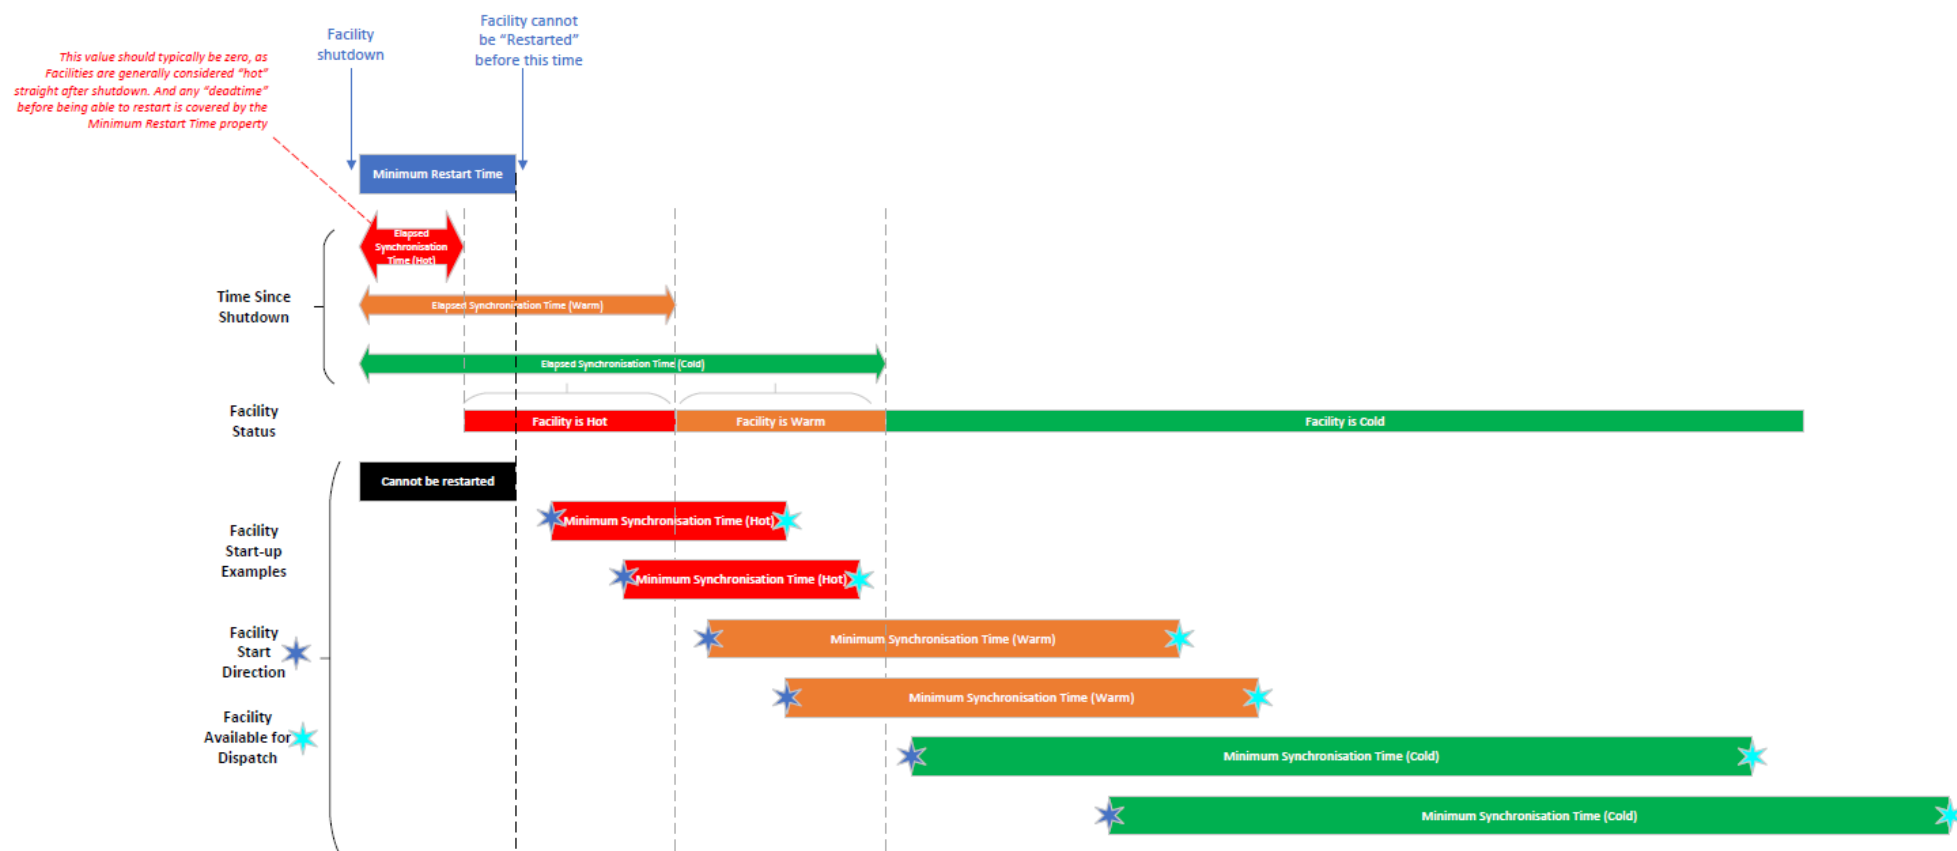 Facility
shutdown
Facility cannot
be “Restarted”
before this time
This value should typically be zero, as
Facilities are generally considered “hot”
straight after shutdown. And any “deadtime”
before being able to restart is covered by the
Minimum Restart Time property
Minimum Restart Time
Elapsed
Synchronisation
Time (Hot)
Time Since
Shutdown
Elapsed Synchronisation Time (Warm)
Elapsed Synchronisation Time (Cold)
Facility
Status
Facility is Hot
Facility is Warm
Facility is Cold
Cannot be restarted
Facility
Start-up
Examples
Minimum Synchronisation Time (Hot)
Minimum Synchronisation Time (Hot)
Facility
Start
Direction
Minimum Synchronisation Time (Warm)
Minimum Synchronisation Time (Warm)
Facility
Available for
Dispatch
Minimum Synchronisation Time (Cold)
Minimum Synchronisation Time (Cold)